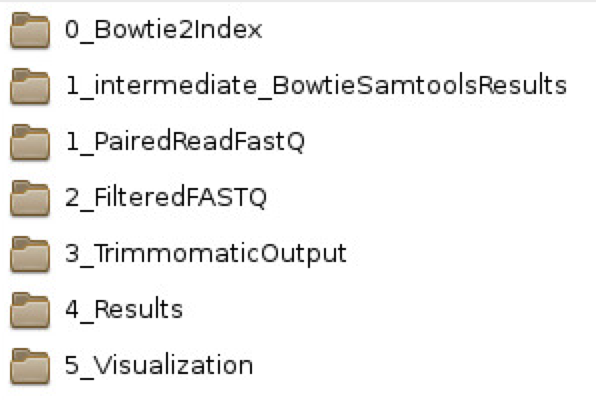 0_Bowtie2Index
1_intermediate_BowtieSamtoolsResults
1_PairedReadFastQ
2_FilteredFASTQ
3_TrimmomaticOutput
4_Results
5_Visualization